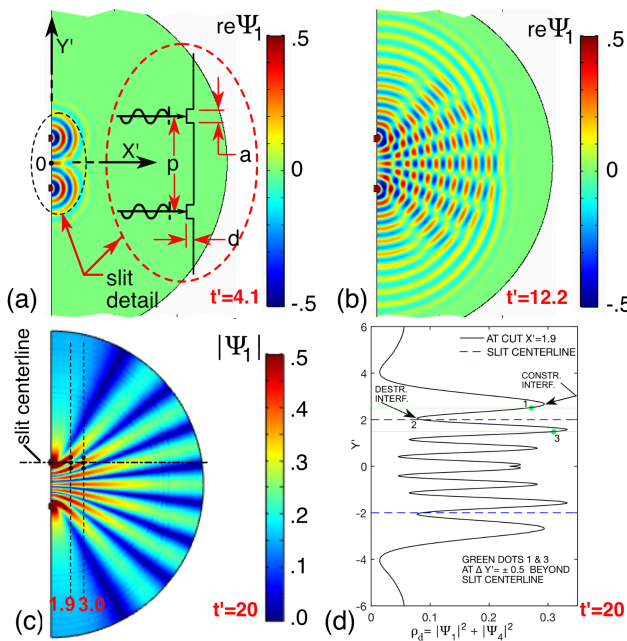 reΨ₁
.5
0
-.5
Y'
X'
0
p
a
d
slit
detail
(a)
t'=4.1
reΨ₁
.5
0
-.5
(b)
t'=12.2
|Ψ₁|
.5
.4
.3
.2
.1
.0
slit centerline
1.9
3.0
(c)
t'=20
AT CUT X'=1.9
SLIT CENTERLINE
DESTR.
INTERF.
CONSTR.
INTERF.
1
2
3
6
4
2
0
-2
-4
-6
Y'
GREEN DOTS 1 & 3
AT Δ Y'= ± 0.5 BEYOND
SLIT CENTERLINE
0 0.1 0.2 0.3
ρd= |Ψ₁|² + |Ψ₄|²
(d)
t'=20